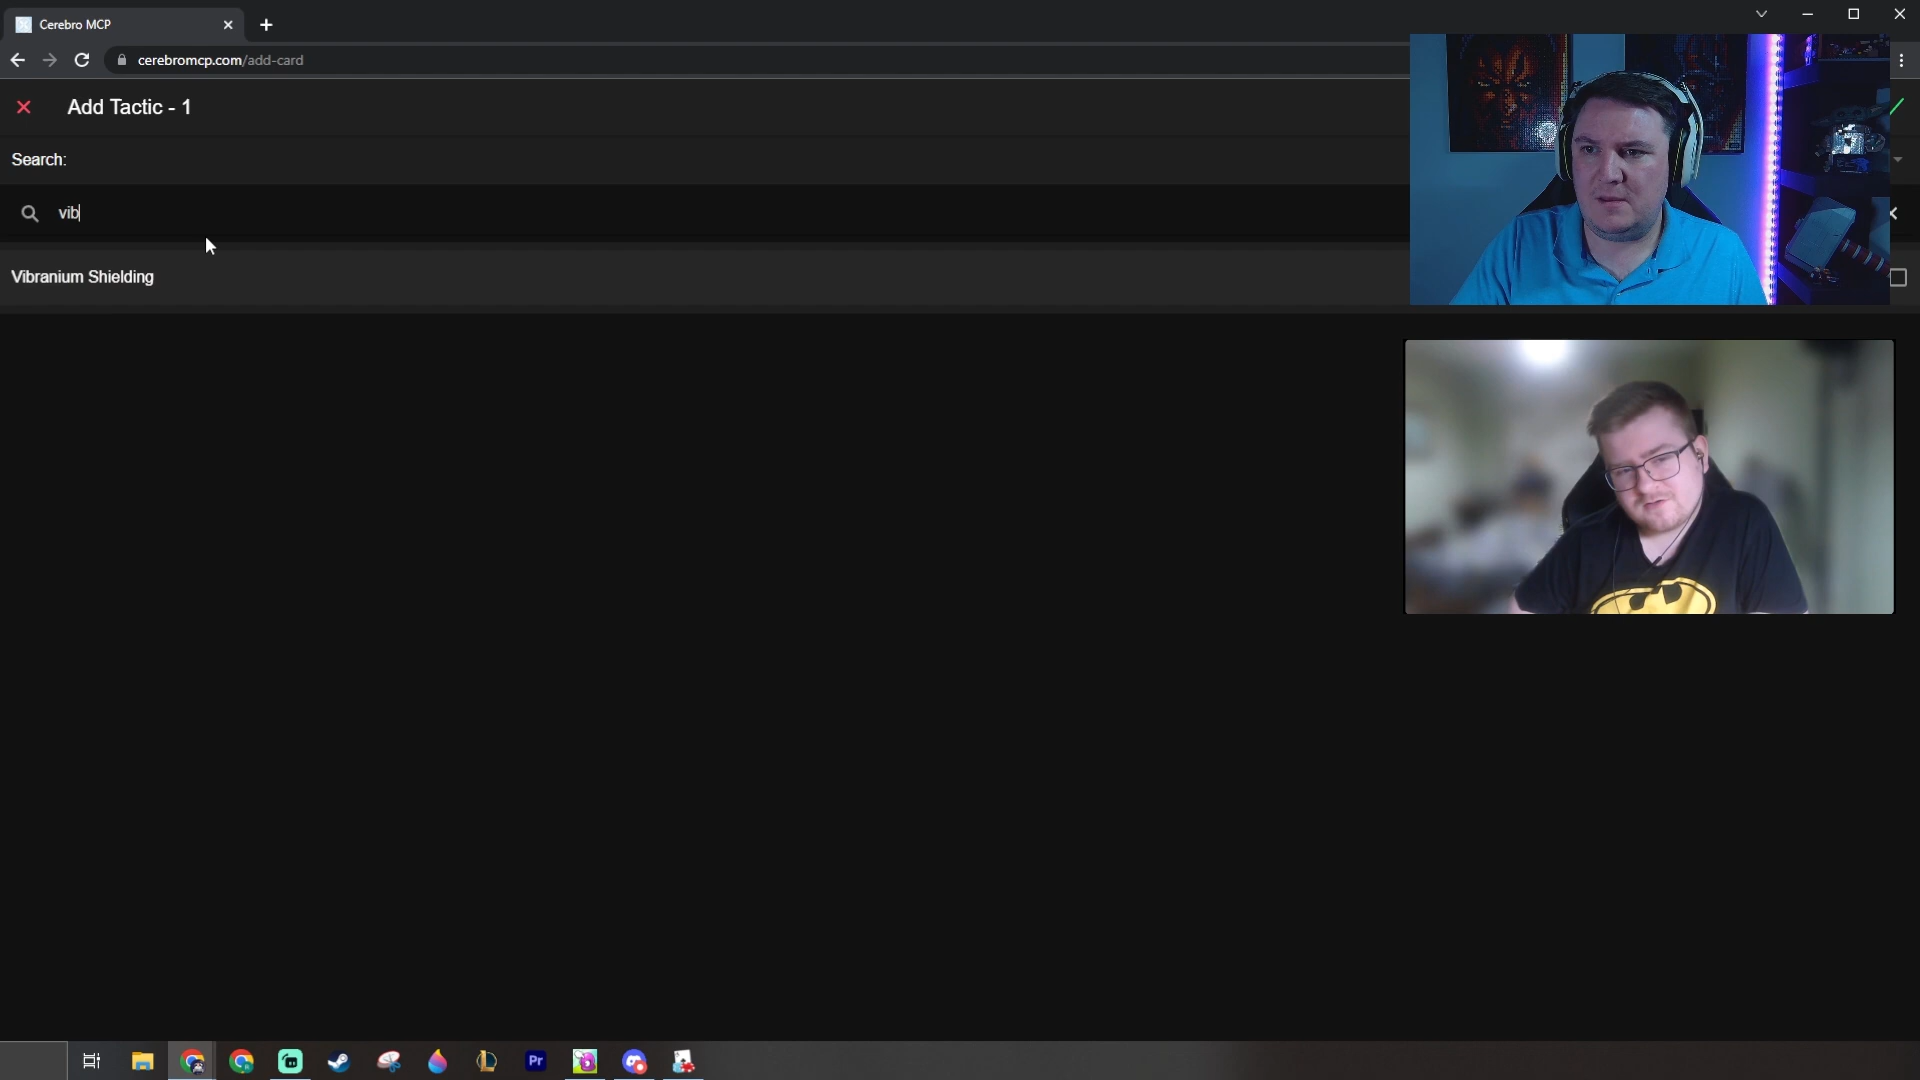 Cerebro MCP
cerebromcp.com/add-card
Add Tactic - 1
Search:
vib
Vibranium Shielding
Pr